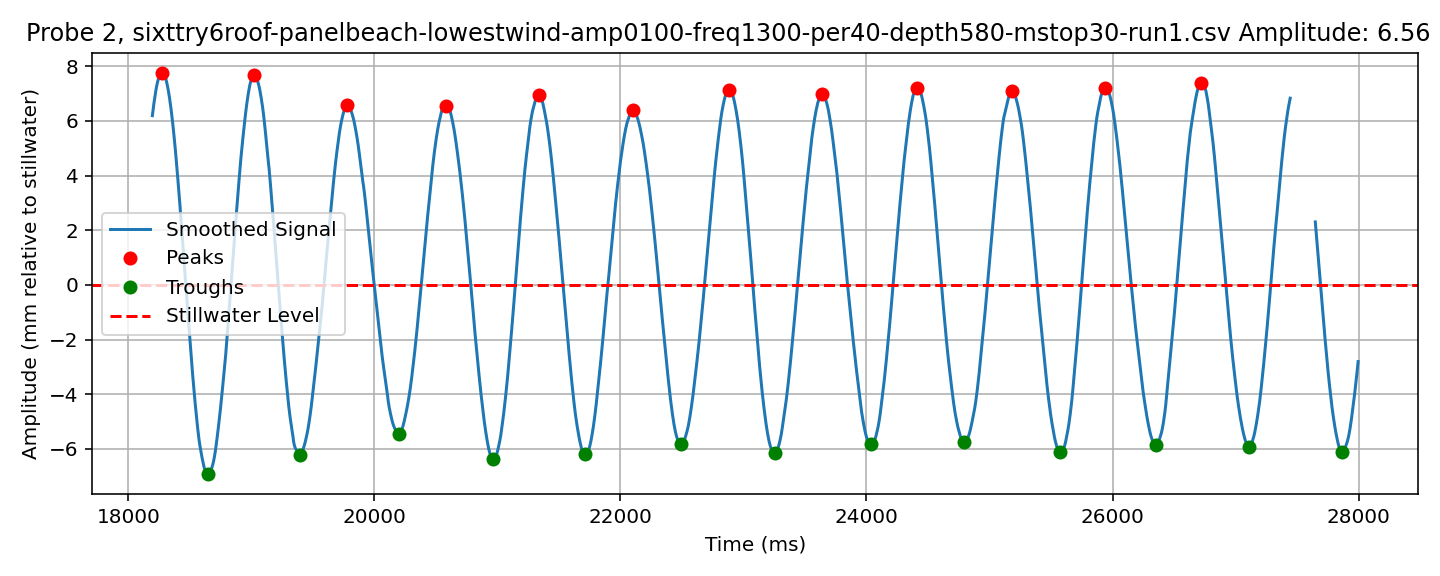 Probe 2, sixttry6roof-panelbeach-lowestwind-amp0100-freq1300-per40-depth580-mstop30-run1.csv Amplitude: 6.56
Amplitude (mm relative to stillwater)
8
6
4
2
0
−2
−4
−6
Smoothed Signal
Peaks
Troughs
Stillwater Level
18000 20000 22000 24000 26000 28000
Time (ms)